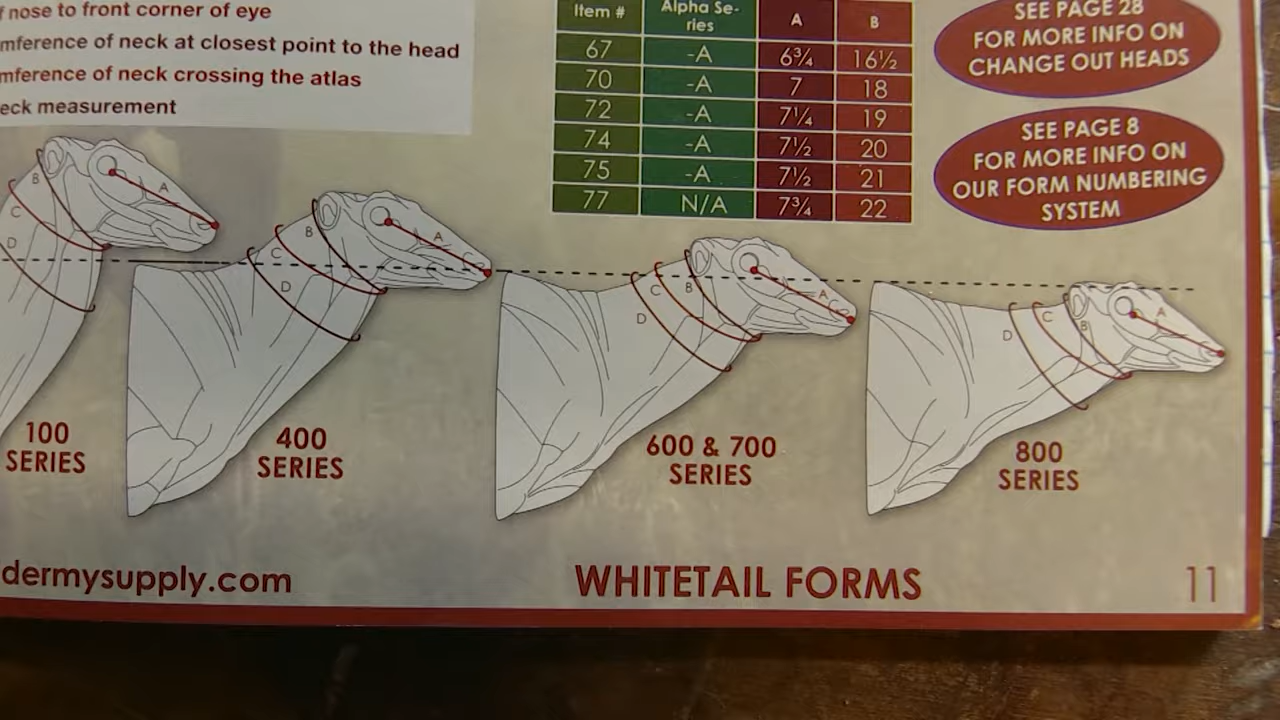 f nose to front corner of eye
mference of neck at closest point to the head
mference of neck crossing the atlas
eck measurement
Item # Alpha Se-
ries A B
67 -A 6¾ 16½
70 -A 7 18
72 -A 7¼ 19
74 -A 7½ 20
75 -A 7½ 21
77 N/A 7¾ 22
SEE PAGE 28
FOR MORE INFO ON
CHANGE OUT HEADS
SEE PAGE 8
FOR MORE INFO ON
OUR FORM NUMBERING
SYSTEM
A
B
C
D
A
B
C
D
A
B
C
D
A
B
C
D
100
SERIES
400
SERIES
600 & 700
SERIES
800
SERIES
dermysupply.com
WHITETAIL FORMS
11